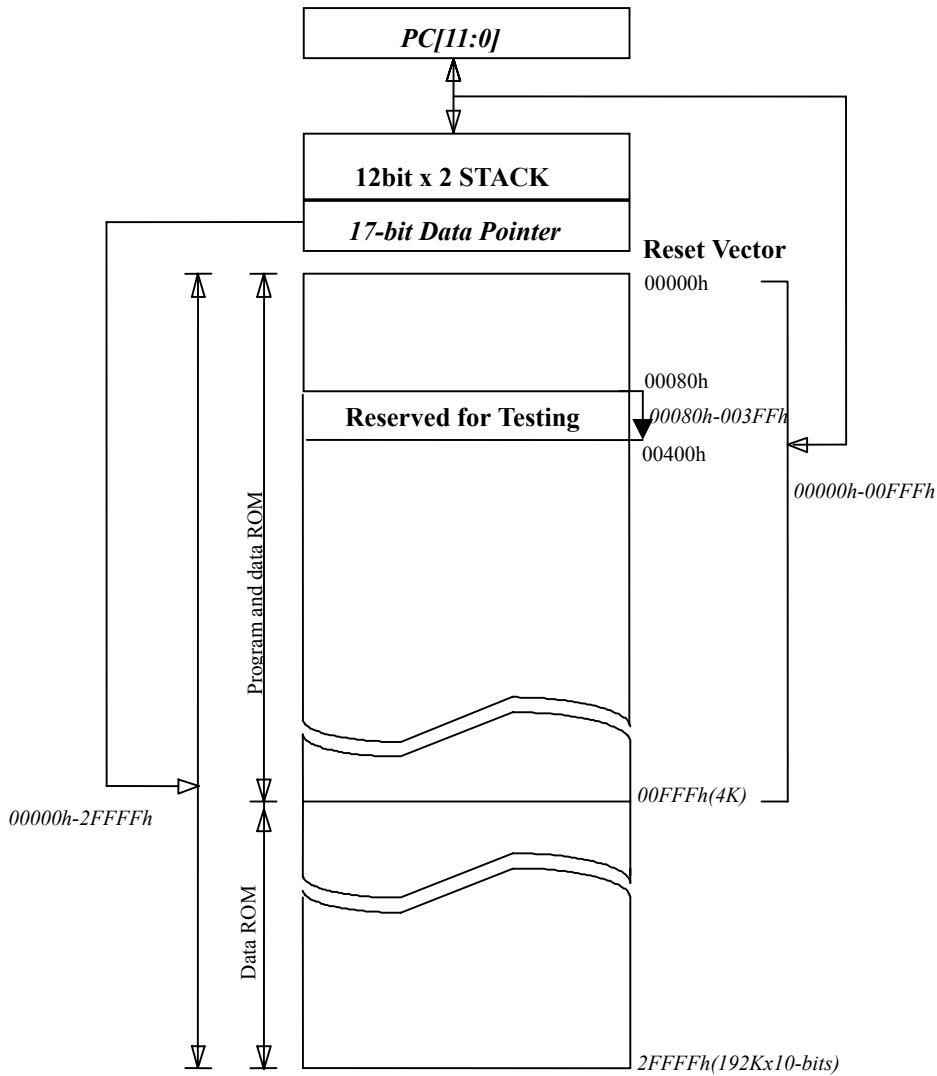 PC[11:0]
12bit x 2 STACK
17-bit Data Pointer
Reset Vector
00000h
00080h
Reserved for Testing
00080h-003FFh
00400h
00000h-00FFFh
Program and data ROM
00FFFh(4K)
00000h-2FFFFh
Data ROM
2FFFFh(192Kx10-bits)